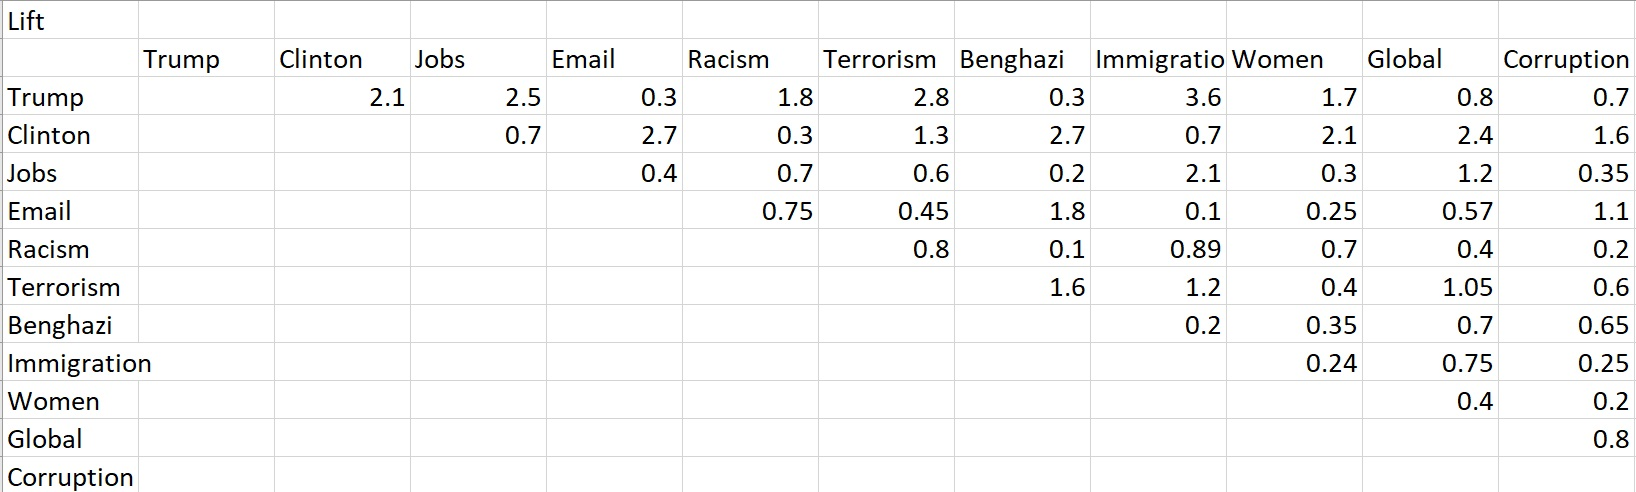 Lift
Trump Clinton Jobs Email Racism Terrorism Benghazi Immigratio Women Global Corruption
Trump 2.1 2.5 0.3 1.8 2.8 0.3 3.6 1.7 0.8 0.7
Clinton 0.7 2.7 0.3 1.3 2.7 0.7 2.1 2.4 1.6
Jobs 0.4 0.7 0.6 0.2 2.1 0.3 1.2 0.35
Email 0.75 0.45 1.8 0.1 0.25 0.57 1.1
Racism 0.8 0.1 0.89 0.7 0.4 0.2
Terrorism 1.6 1.2 0.4 1.05 0.6
Benghazi 0.2 0.35 0.7 0.65
Immigration 0.24 0.75 0.25
Women 0.4 0.2
Global 0.8
Corruption